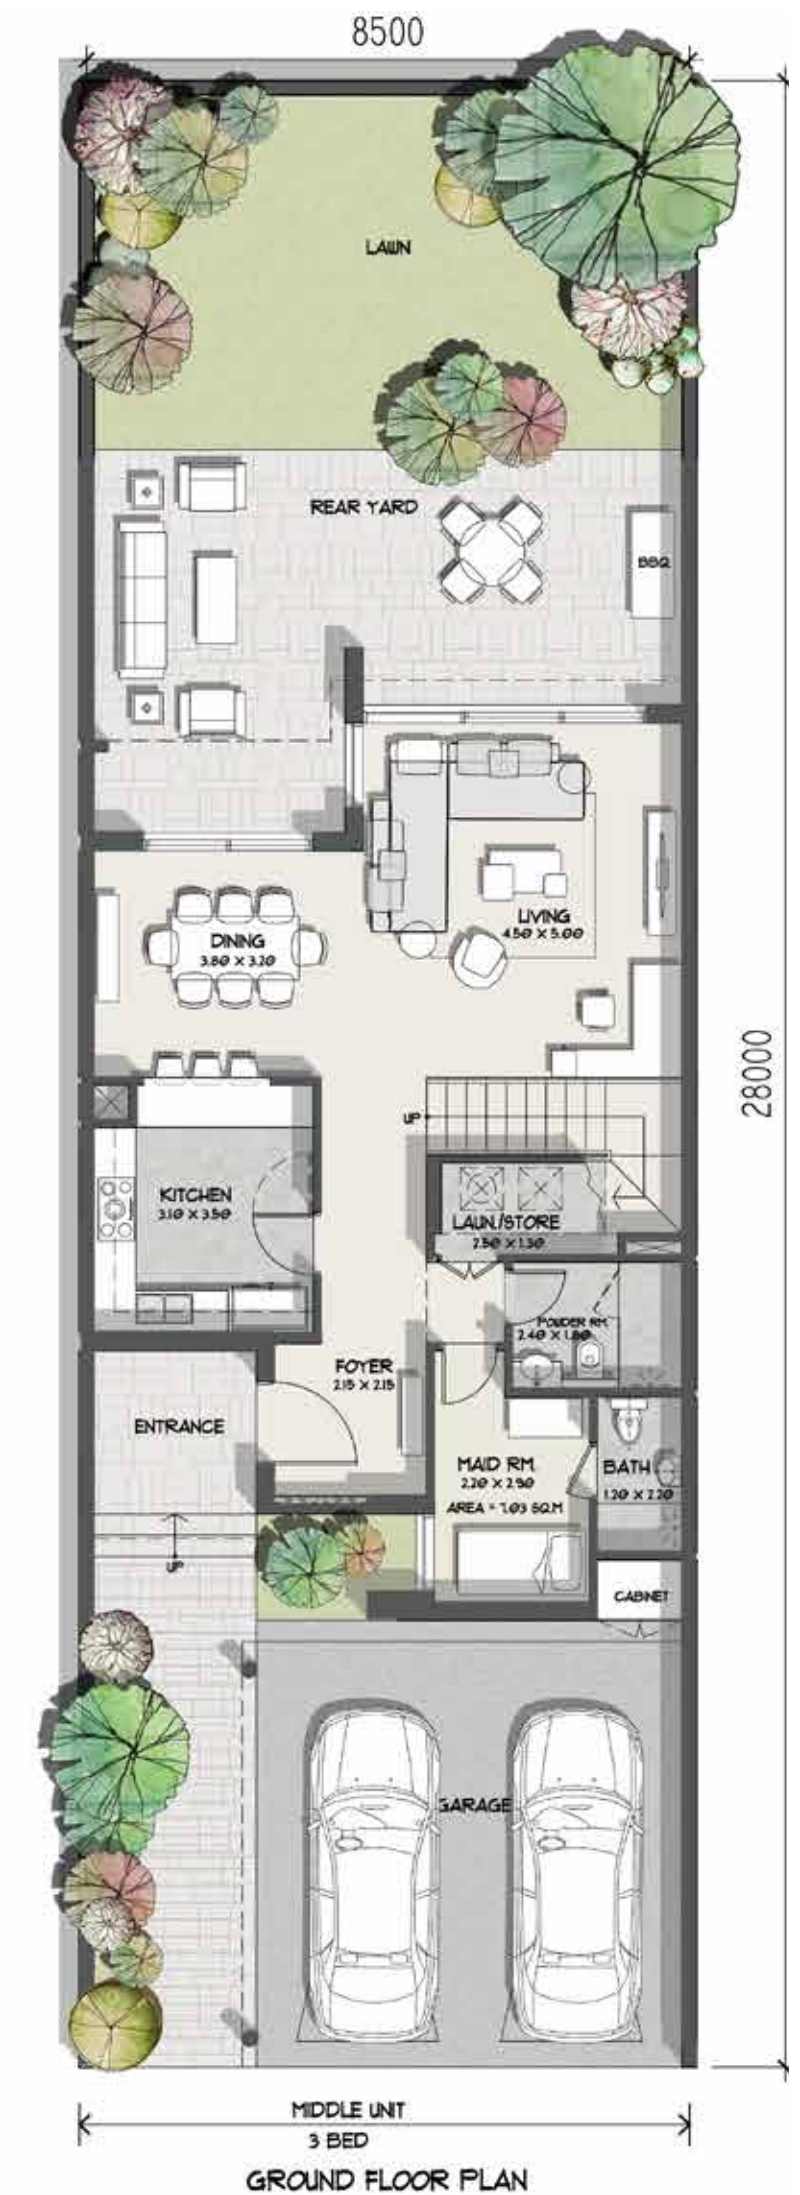 8500
LAWN
REAR YARD
BBQ
LIVING
4.50 X 5.00
DINING
3.80 X 3.20
28000
UP
KITCHEN
3.10 X 3.50
LAUN./STORE
2.50 X 1.30
POWDER RM.
2.40 X 1.80
FOYER
2.15 X 2.15
ENTRANCE
MAID RM.
2.20 X 2.90
AREA = 7.03 SQ.M
BATH
1.20 X 2.20
UP
CABINET
GARAGE
MIDDLE UNIT
3 BED
GROUND FLOOR PLAN